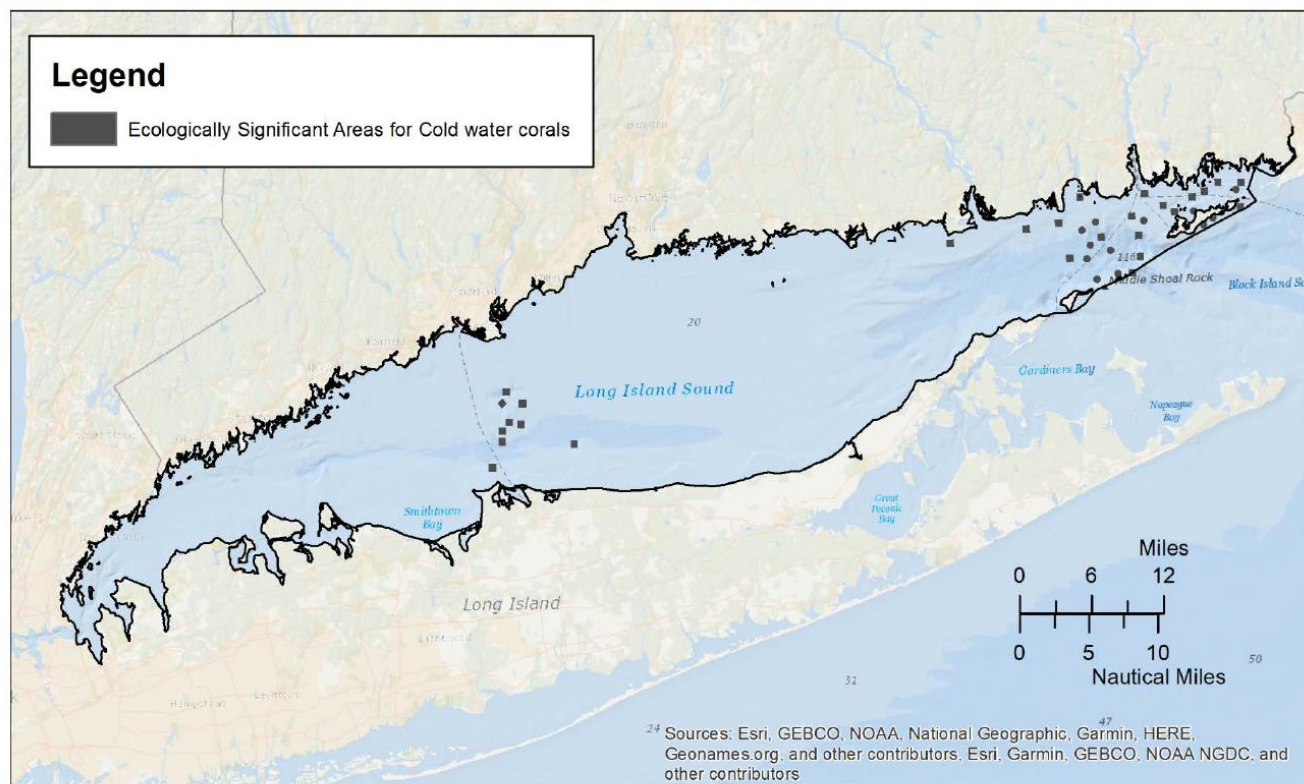 Legend
Ecologically Significant Areas for Cold water corals
116
Middle Shoal Rock
Block Island So
20
Long Island Sound
Gardiners Bay
Napeague
Bay
Great
Peconic
Bay
Smithtown
Bay
Long Island
Miles
0 6 12
0 5 10
Nautical Miles
50
31
47
24
Sources: Esri, GEBCO, NOAA, National Geographic, Garmin, HERE,
Geonames.org, and other contributors, Esri, Garmin, GEBCO, NOAA NGDC, and
other contributors